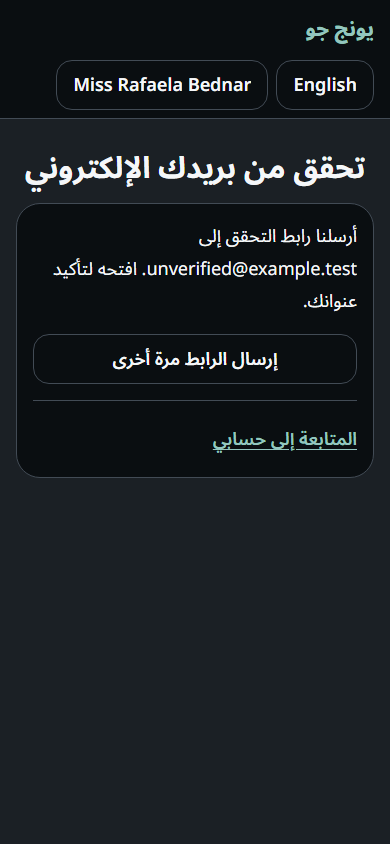 يونج جو
English
Miss Rafaela Bednar
تحقق من بريدك الإلكتروني
أرسلنا رابط التحقق إلى
unverified@example.test. افتحه لتأكيد
عنوانك.
إرسال الرابط مرة أخرى
المتابعة إلى حسابي